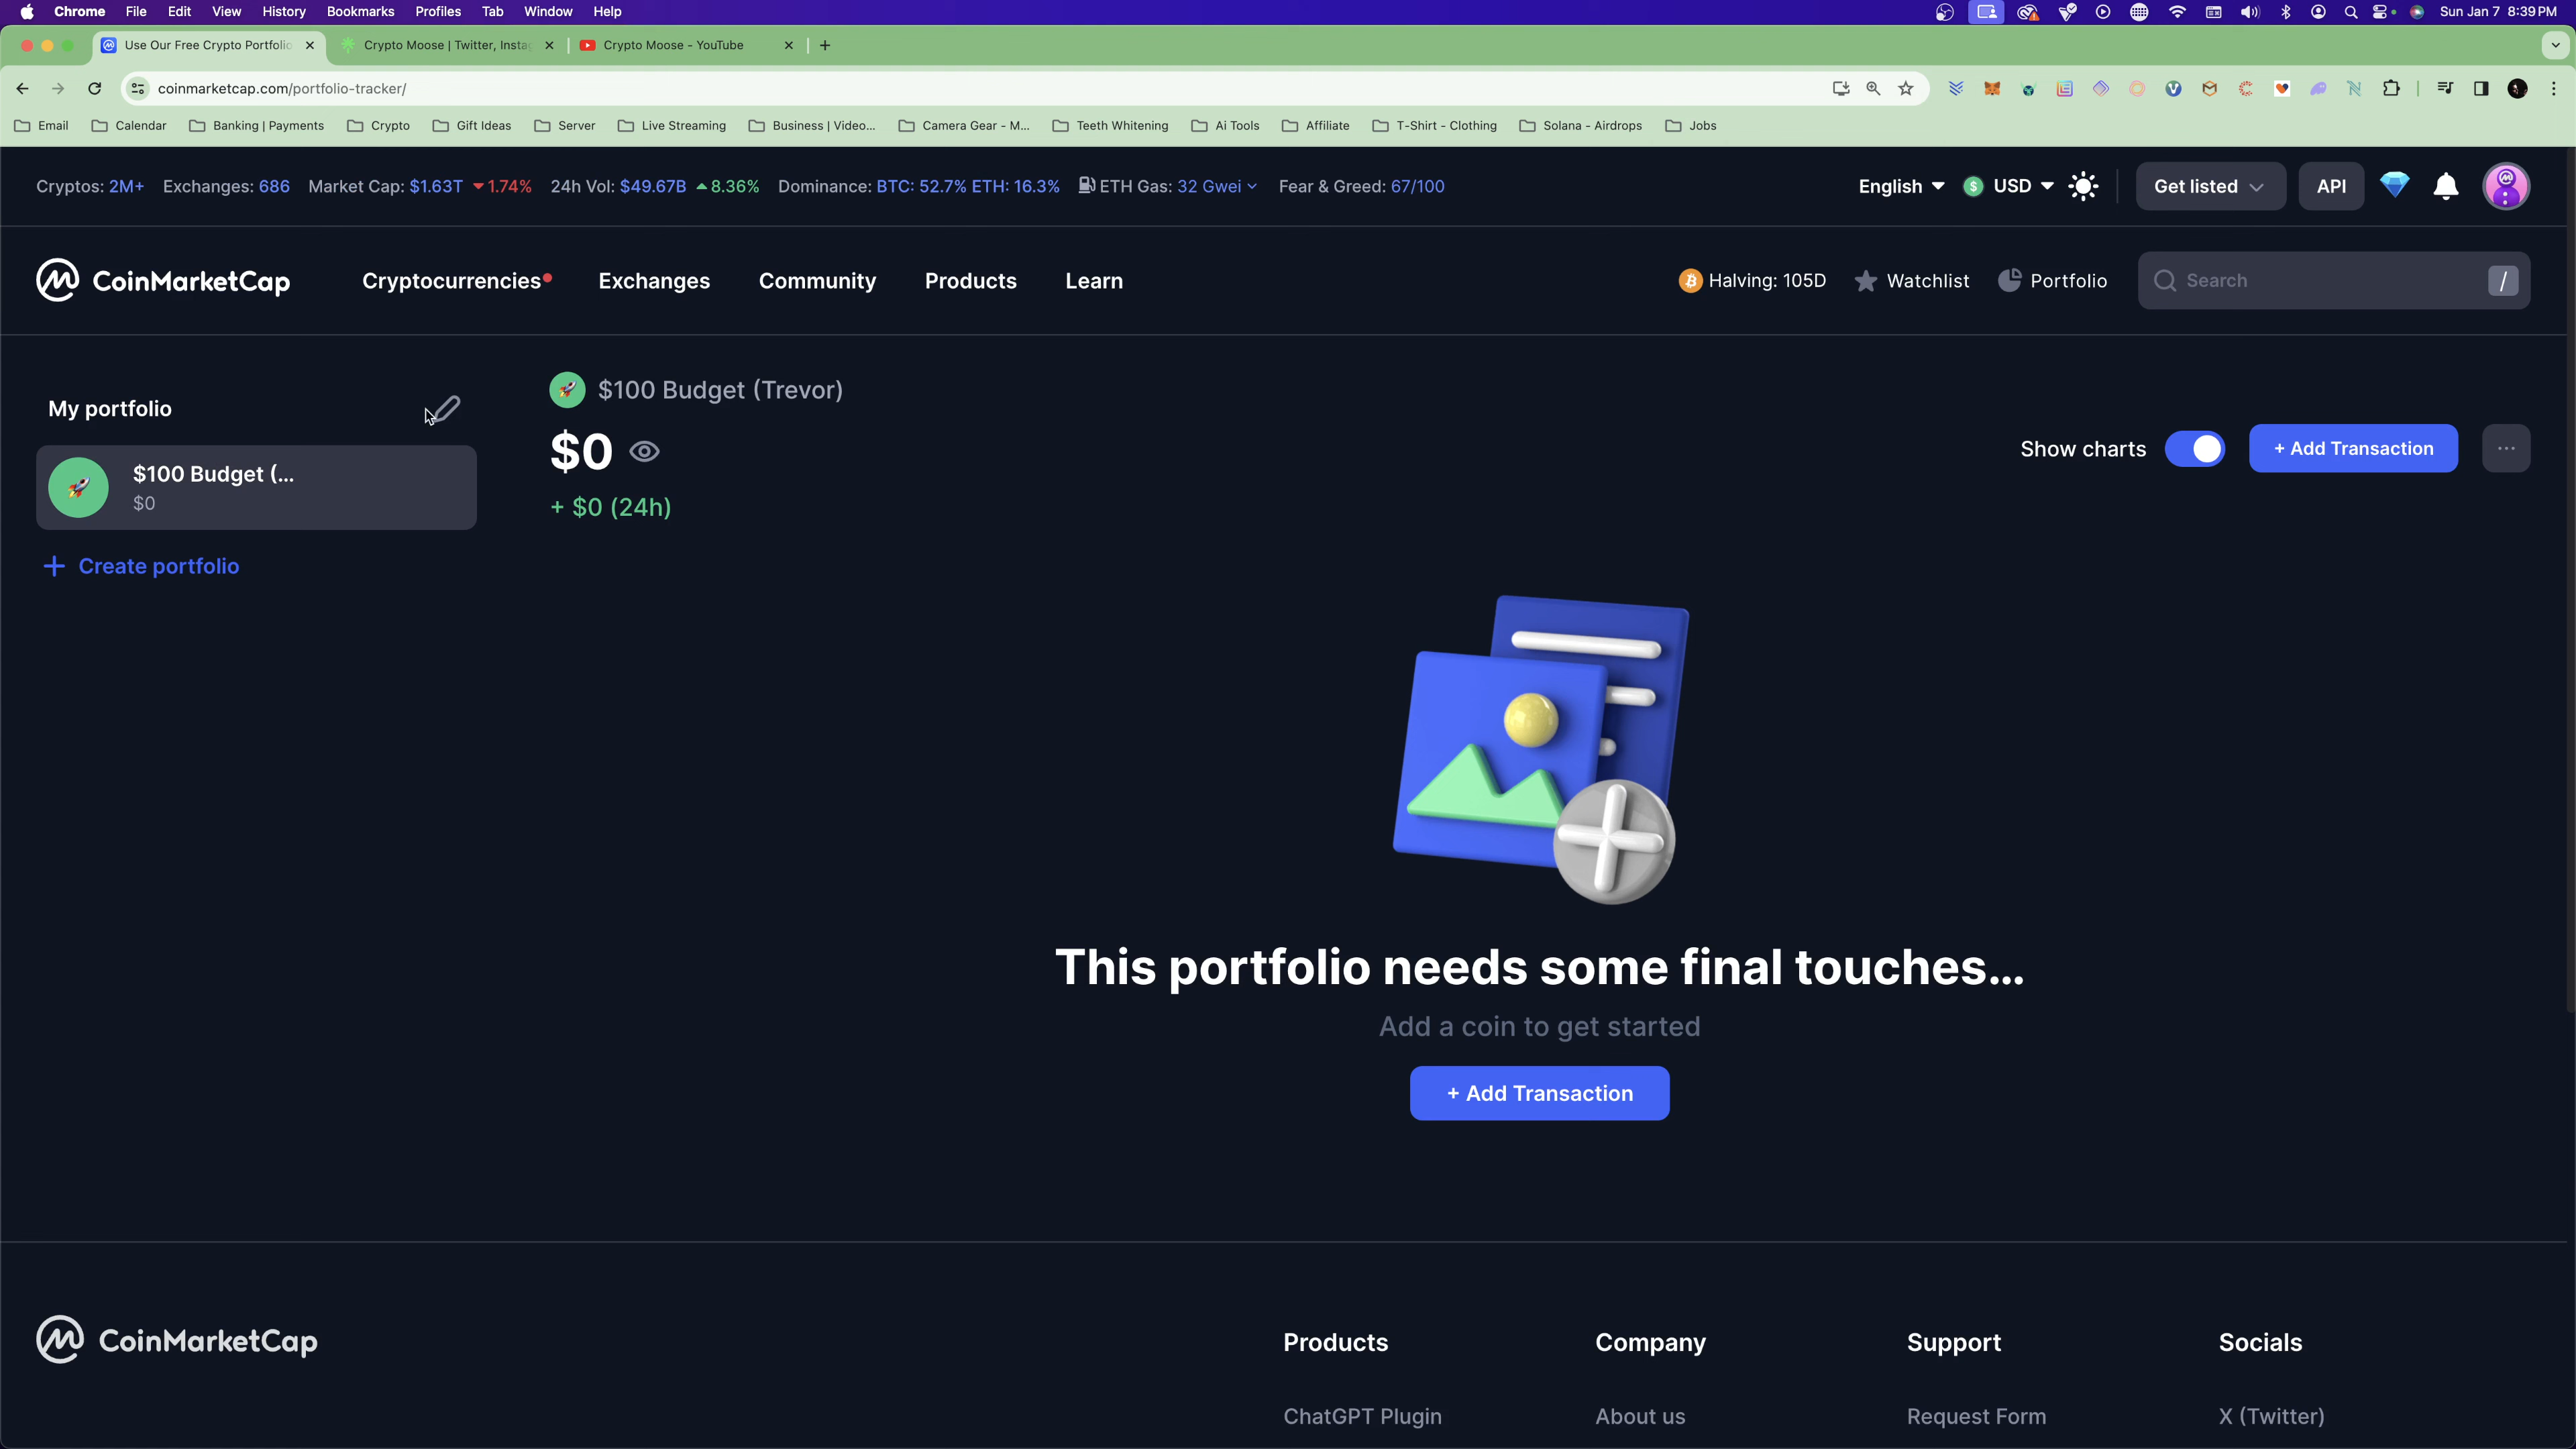 Chrome File Edit View History Bookmarks Profiles Tab Window Help Sun Jan 7 8:39 PM
Use Our Free Crypto Portfolio Crypto Moose | Twitter, Insta Crypto Moose - YouTube
coinmarketcap.com/portfolio-tracker/
Email Calendar Banking | Payments Crypto Gift Ideas Server Live Streaming Business | Video... Camera Gear - M... Teeth Whitening Ai Tools Affiliate T-Shirt - Clothing Solana - Airdrops Jobs
Cryptos: 2M+ Exchanges: 686 Market Cap: $1.63T 1.74% 24h Vol: $49.67B 8.36% Dominance: BTC: 52.7% ETH: 16.3% ETH Gas: 32 Gwei Fear & Greed: 67/100 English $ USD Get listed API
CoinMarketCap Cryptocurrencies Exchanges Community Products Learn Halving: 105D Watchlist Portfolio Search /
My portfolio
$100 Budget (...
$0
+ Create portfolio
$100 Budget (Trevor)
$0
+ $0 (24h)
Show charts + Add Transaction ...
This portfolio needs some final touches...
Add a coin to get started
+ Add Transaction
CoinMarketCap Products Company Support Socials
ChatGPT Plugin About us Request Form X (Twitter)